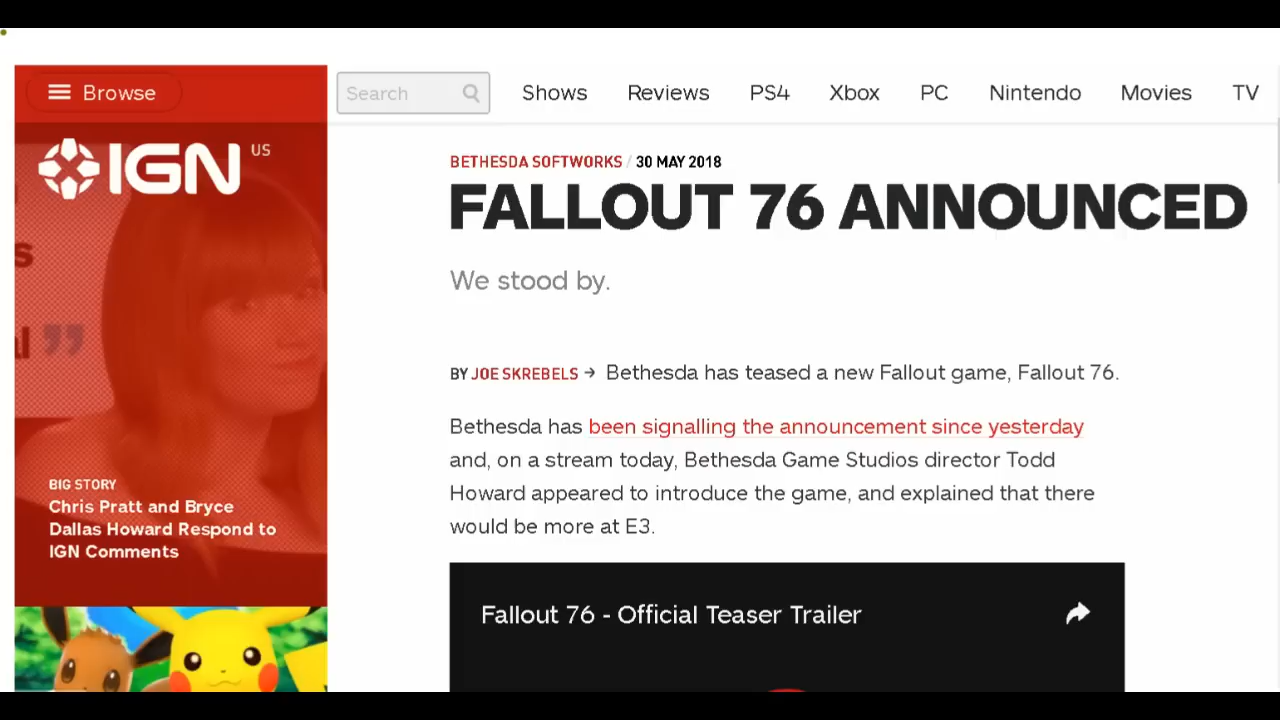 Browse
Search
Shows
Reviews
PS4
Xbox
PC
Nintendo
Movies
TV
IGN US
BIG STORY
Chris Pratt and Bryce
Dallas Howard Respond to
IGN Comments
BETHESDA SOFTWORKS / 30 MAY 2018
FALLOUT 76 ANNOUNCED
We stood by.
BY JOE SKREBELS → Bethesda has teased a new Fallout game, Fallout 76.
Bethesda has been signalling the announcement since yesterday
and, on a stream today, Bethesda Game Studios director Todd
Howard appeared to introduce the game, and explained that there
would be more at E3.
Fallout 76 - Official Teaser Trailer